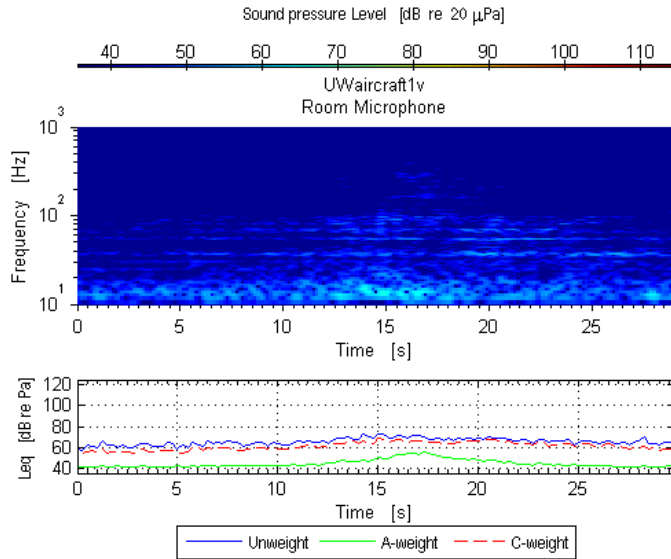 Sound pressure Level [dB re 20 μPa]
40 50 60 70 80 90 100 110
UWaircraft1v
Room Microphone
Frequency [Hz]
10^3
10^2
10^1
0 5 10 15 20 25
Time [s]
Leq [dB re Pa]
120
100
80
60
40
0 5 10 15 20 25
Time [s]
Unweight A-weight C-weight